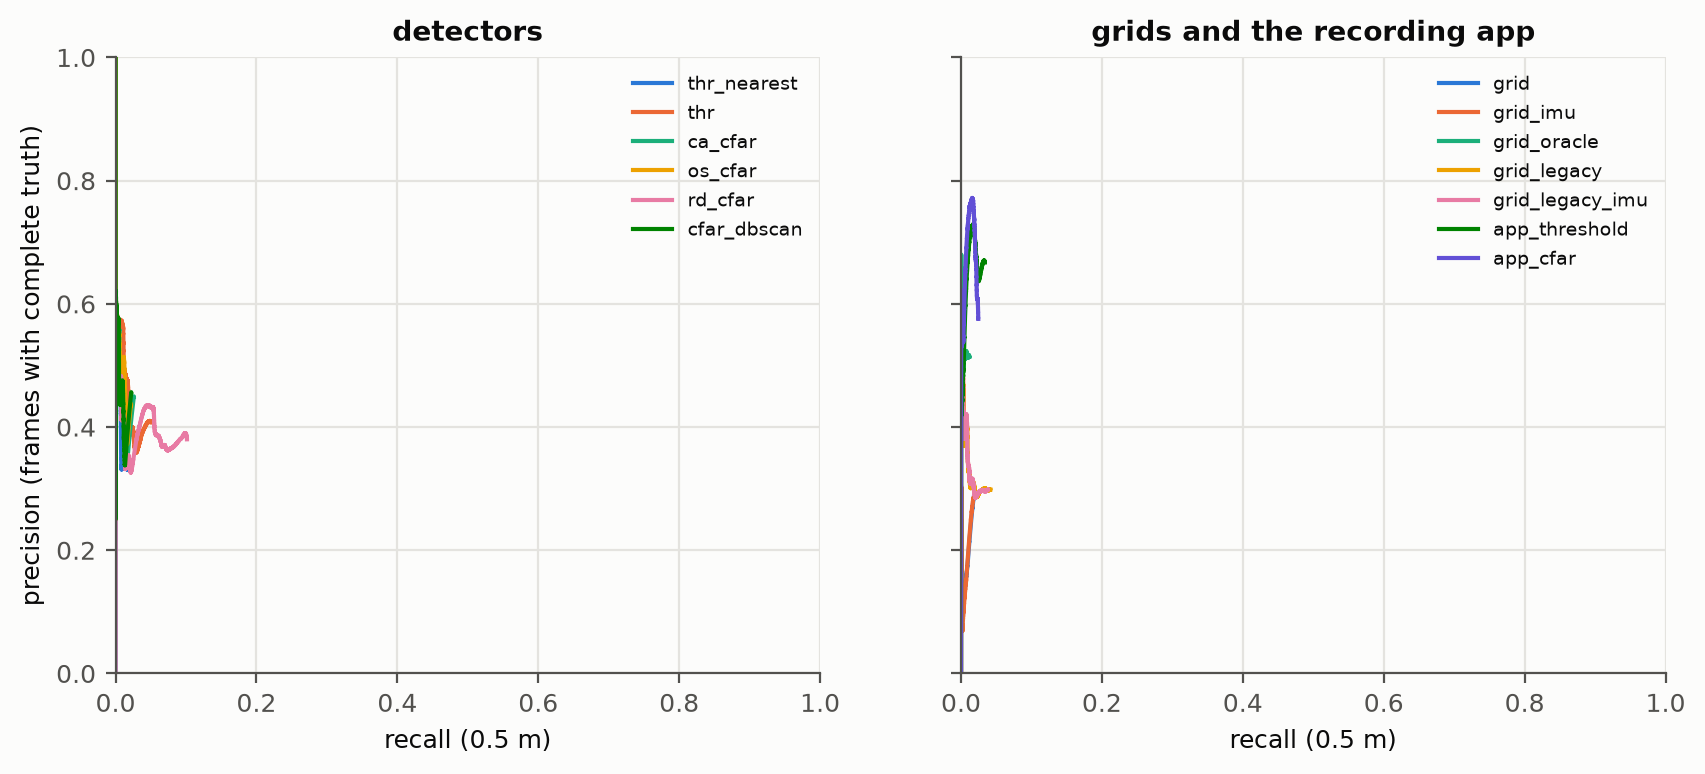 detectors
grids and the recording app
precision (frames with complete truth)
1.0
0.8
0.6
0.4
0.2
0.0
thr_nearest
thr
ca_cfar
os_cfar
rd_cfar
cfar_dbscan
0.0 0.2 0.4 0.6 0.8 1.0
recall (0.5 m)
grid
grid_imu
grid_oracle
grid_legacy
grid_legacy_imu
app_threshold
app_cfar
0.0 0.2 0.4 0.6 0.8 1.0
recall (0.5 m)